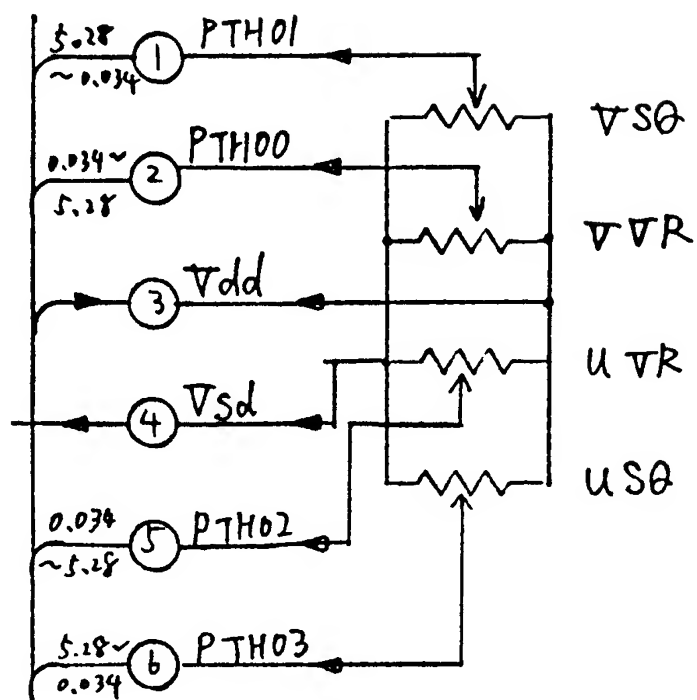 5.28
① PTH01
~0.034
VSθ
0.034~
② PTH00
5.28
VVR
③ Vdd
UVR
④ VSd
USθ
0.034
⑤ PTH02
~5.28
5.28~
⑥ PTH03
0.034